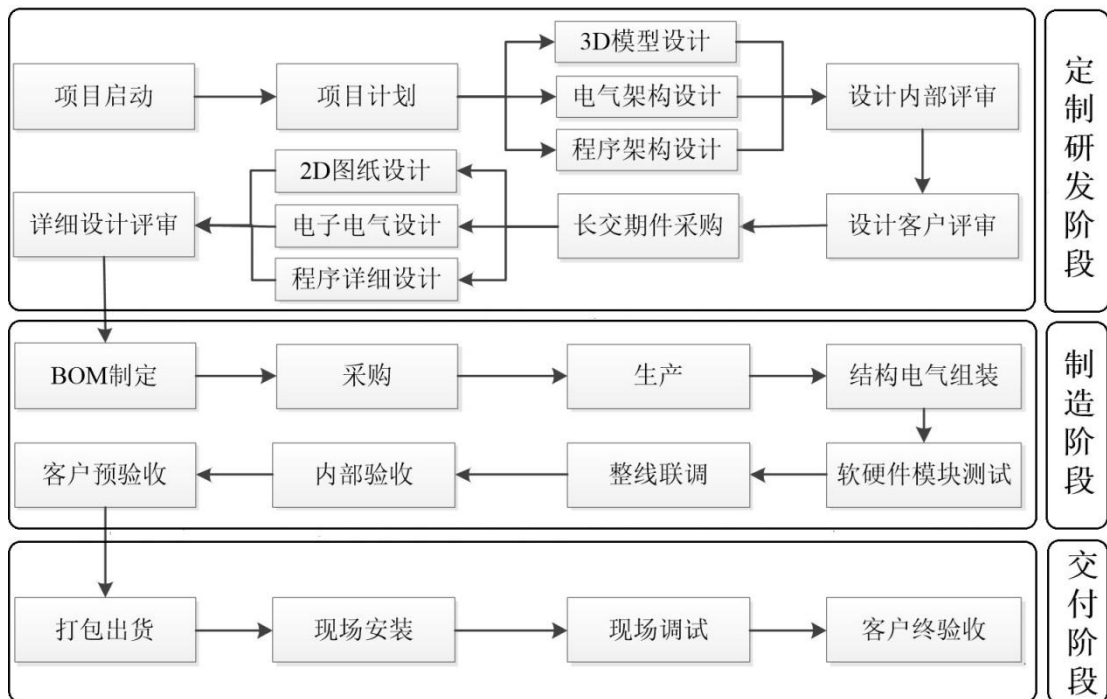 项目启动
项目计划
3D模型设计
电气架构设计
程序架构设计
设计内部评审
设计客户评审
长交期件采购
2D图纸设计
电子电气设计
程序详细设计
详细设计评审
定制研发阶段
BOM制定
采购
生产
结构电气组装
软硬件模块测试
整线联调
内部验收
客户预验收
制造阶段
打包出货
现场安装
现场调试
客户终验收
交付阶段